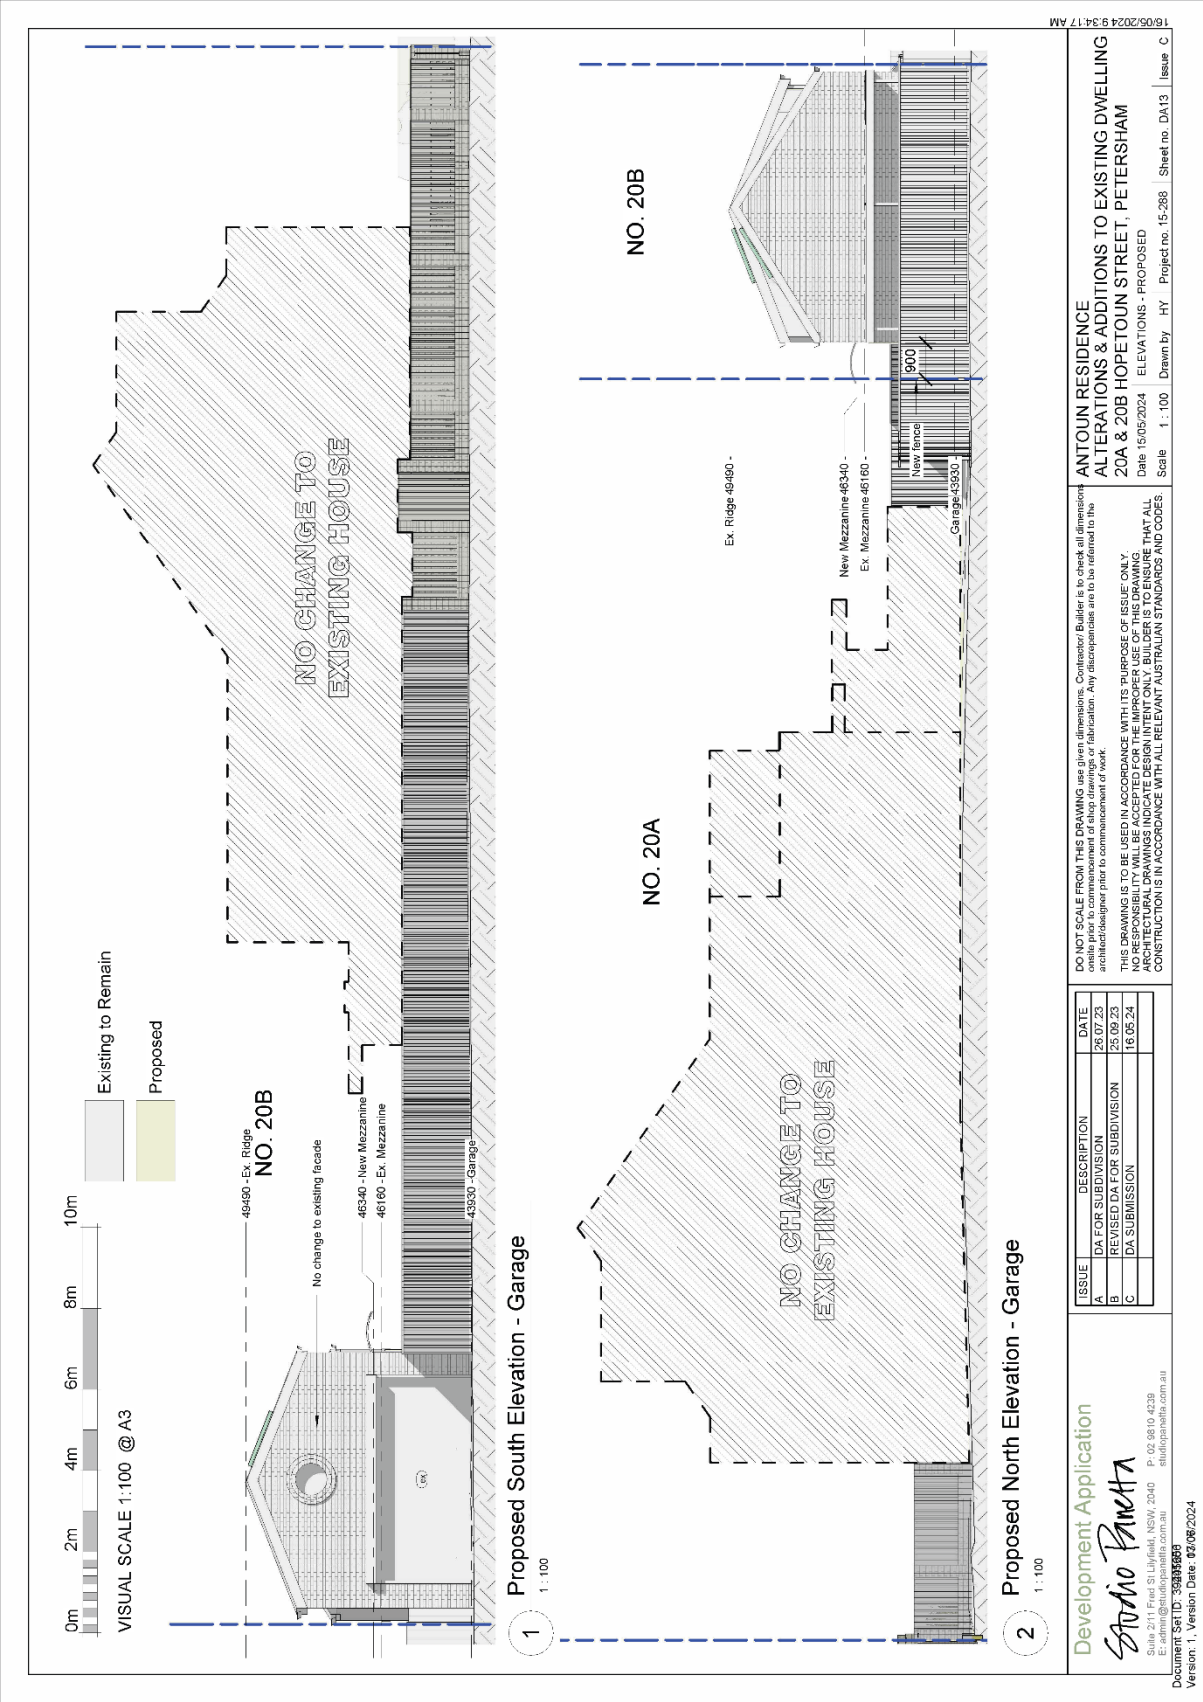 16/05/2024 9:34:17 AM
0m 2m 4m 6m 8m 10m
VISUAL SCALE 1:100 @ A3
Existing to Remain
Proposed
NO. 20B
49490 - Ex. Ridge
No change to existing facade
46340 - New Mezzanine
46160 - Ex. Mezzanine
43930 - Garage
(ex)
NO CHANGE TO
EXISTING HOUSE
1
Proposed South Elevation - Garage
1 : 100
NO. 20A
NO. 20B
NO CHANGE TO
EXISTING HOUSE
Ex. Ridge 49490 -
New Mezzanine 46340 -
Ex. Mezzanine 46160 -
New fence
900
Garage 43930 -
2
Proposed North Elevation - Garage
1 : 100
Development Application
Studio Panetta
Suite 2/11 Fred St Lilyfield, NSW, 2040 P: 02 9810 4239
E: admin@studiopanetta.com.au studiopanetta.com.au
ISSUE DESCRIPTION DATE
A DA FOR SUBDIVISION 26.07.23
B REVISED DA FOR SUBDIVISION 25.09.23
C DA SUBMISSION 16.05.24
DO NOT SCALE FROM THIS DRAWING use given dimensions. Contractor/ Builder is to check all dimensions
onsite prior to commencement of shop drawings or fabrication. Any discrepancies are to be referred to the
architect/designer prior to commencement of work.
THIS DRAWING IS TO BE USED IN ACCORDANCE WITH ITS 'PURPOSE OF ISSUE' ONLY.
NO RESPONSIBILITY WILL BE ACCEPTED FOR THE IMPROPER USE OF THIS DRAWING.
ARCHITECTURAL DRAWINGS INDICATE DESIGN INTENT ONLY. BUILDER IS TO ENSURE THAT ALL
CONSTRUCTION IS IN ACCORDANCE WITH ALL RELEVANT AUSTRALIAN STANDARDS AND CODES.
ANTOUN RESIDENCE
ALTERATIONS & ADDITIONS TO EXISTING DWELLING
20A & 20B HOPETOUN STREET, PETERSHAM
Date 15/05/2024 ELEVATIONS - PROPOSED
Scale 1 : 100 Drawn by HY Project no. 15-288 Sheet no. DA13 Issue C
Document Set ID:
Version: 1, Version Date: